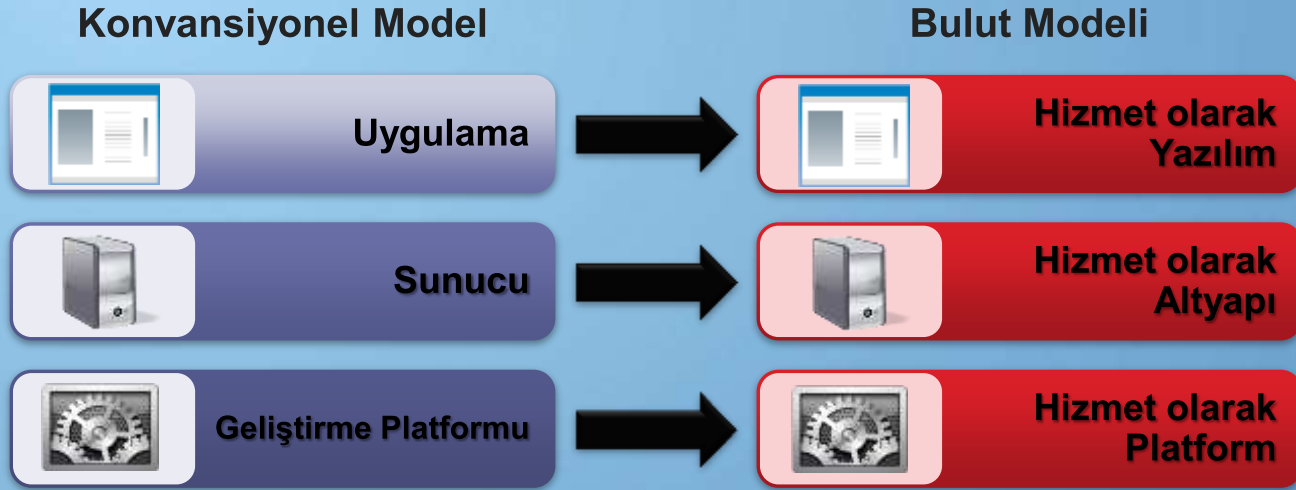 Konvansiyonel Model
Bulut Modeli
Uygulama
Hizmet olarak
Yazılım
Sunucu
Hizmet olarak
Altyapı
Geliştirme Platformu
Hizmet olarak
Platform